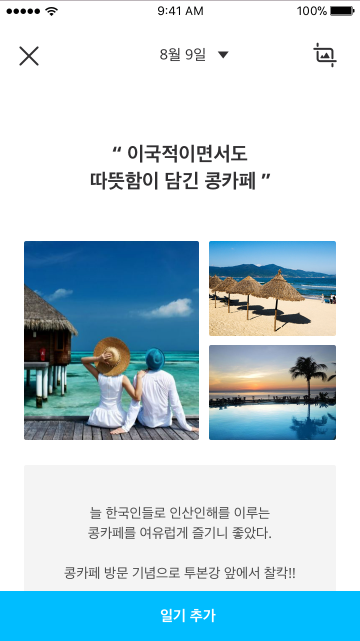 9:41 AM
100%
8월 9일
“ 이국적이면서도
따뜻함이 담긴 콩카페 ”
늘 한국인들로 인산인해를 이루는
콩카페를 여유럽게 즐기니 좋았다.
콩카페 방문 기념으로 투본강 앞에서 찰칵!!
일기 추가